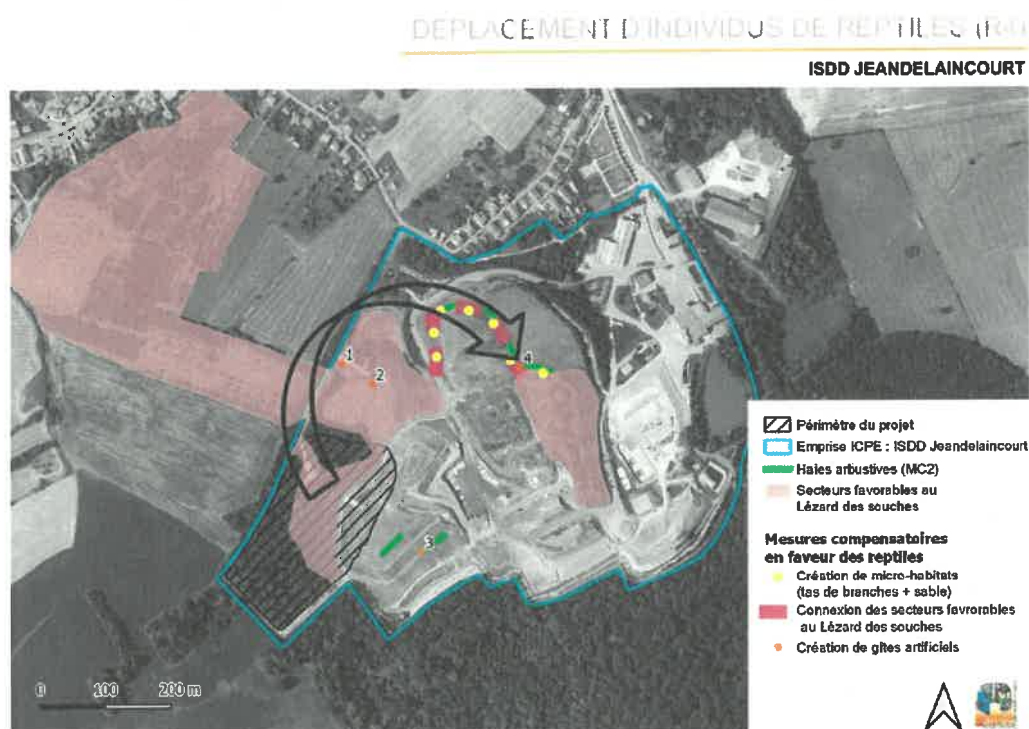 DEPLACEMENT D'INDIVIDUS DE REPTILES
ISDD JEANDELAINCOURT
1
2
4
3
Périmètre du projet
Emprise ICPE : ISDD Jeandelaincourt
Haies arbustives (MC2)
Secteurs favorables au
Lézard des souches
Mesures compensatoires
en faveur des reptiles
Création de micro-habitats
(tas de branches + sable)
Connexion des secteurs favorables
au Lézard des souches
Création de gîtes artificiels
0 100 200 m